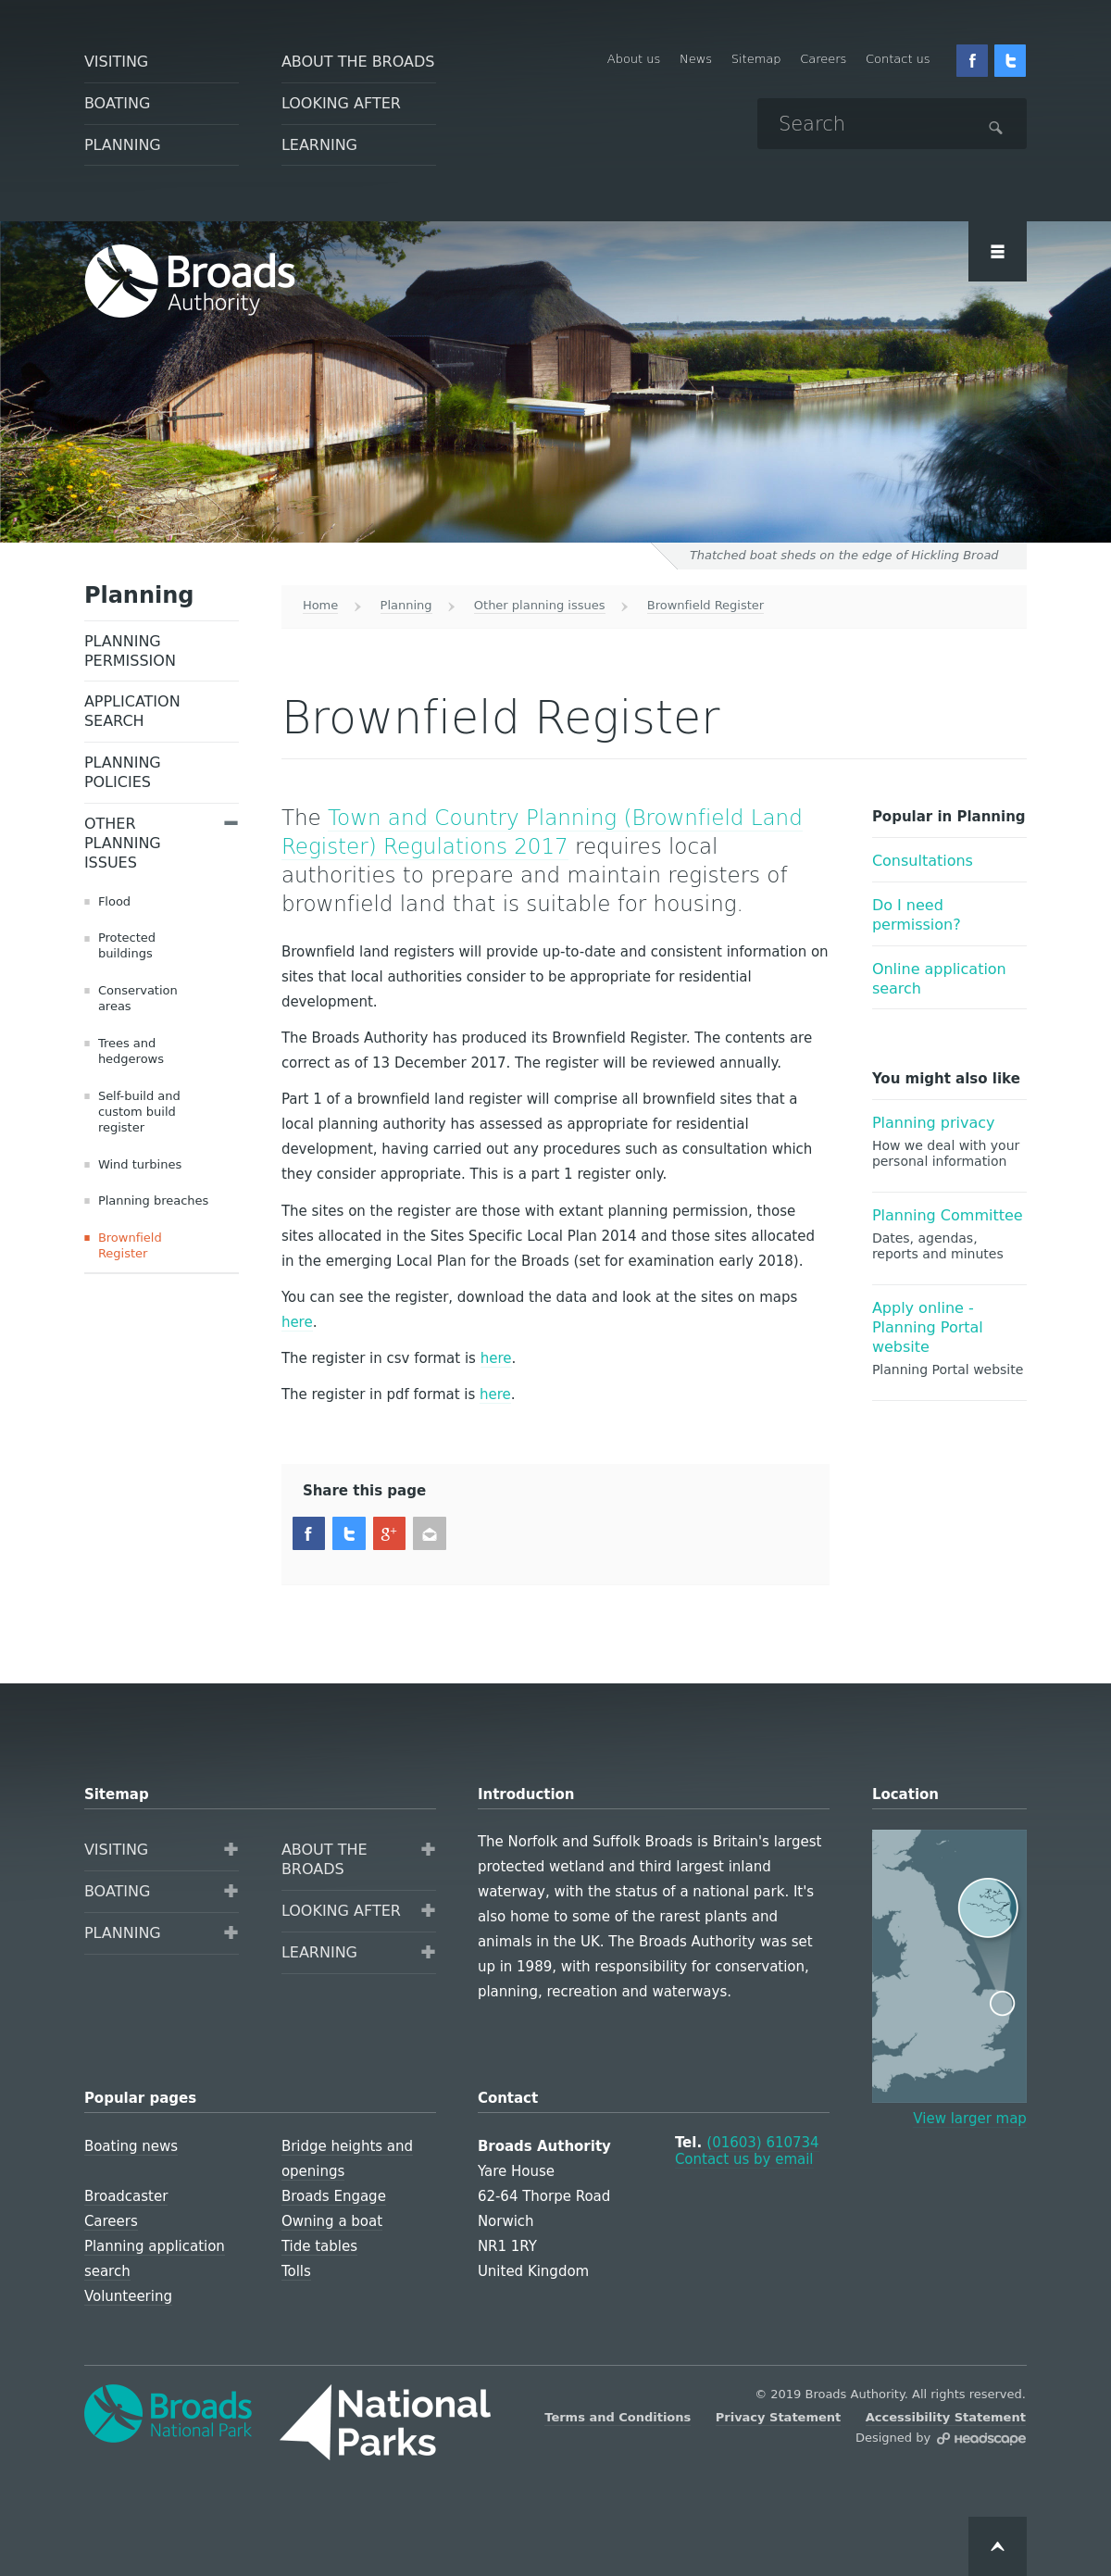 VISITING
BOATING
PLANNING
ABOUT THE BROADS
LOOKING AFTER
LEARNING
About us
News
Sitemap
Careers
Contact us
Search
Broads
Authority
Thatched boat sheds on the edge of Hickling Broad
Planning
PLANNING
PERMISSION
APPLICATION
SEARCH
PLANNING
POLICIES
OTHER
PLANNING
ISSUES
Flood
Protected
buildings
Conservation
areas
Trees and
hedgerows
Self-build and
custom build
register
Wind turbines
Planning breaches
Brownfield
Register
Home
Planning
Other planning issues
Brownfield Register
Brownfield Register
The Town and Country Planning (Brownfield Land
Register) Regulations 2017 requires local
authorities to prepare and maintain registers of
brownfield land that is suitable for housing.
Brownfield land registers will provide up-to-date and consistent information on
sites that local authorities consider to be appropriate for residential
development.
The Broads Authority has produced its Brownfield Register. The contents are
correct as of 13 December 2017. The register will be reviewed annually.
Part 1 of a brownfield land register will comprise all brownfield sites that a
local planning authority has assessed as appropriate for residential
development, having carried out any procedures such as consultation which
they consider appropriate. This is a part 1 register only.
The sites on the register are those with extant planning permission, those
sites allocated in the Sites Specific Local Plan 2014 and those sites allocated
in the emerging Local Plan for the Broads (set for examination early 2018).
You can see the register, download the data and look at the sites on maps
here.
The register in csv format is here.
The register in pdf format is here.
Share this page
Popular in Planning
Consultations
Do I need
permission?
Online application
search
You might also like
Planning privacy
How we deal with your
personal information
Planning Committee
Dates, agendas,
reports and minutes
Apply online -
Planning Portal
website
Planning Portal website
Sitemap
VISITING
BOATING
PLANNING
ABOUT THE
BROADS
LOOKING AFTER
LEARNING
Introduction
The Norfolk and Suffolk Broads is Britain's largest
protected wetland and third largest inland
waterway, with the status of a national park. It's
also home to some of the rarest plants and
animals in the UK. The Broads Authority was set
up in 1989, with responsibility for conservation,
planning, recreation and waterways.
Location
View larger map
Popular pages
Boating news
Broadcaster
Careers
Planning application
search
Volunteering
Bridge heights and
openings
Broads Engage
Owning a boat
Tide tables
Tolls
Contact
Broads Authority
Yare House
62-64 Thorpe Road
Norwich
NR1 1RY
United Kingdom
Tel. (01603) 610734
Contact us by email
Broads
National Park
National
Parks
© 2019 Broads Authority. All rights reserved.
Terms and Conditions
Privacy Statement
Accessibility Statement
Designed by Headscape